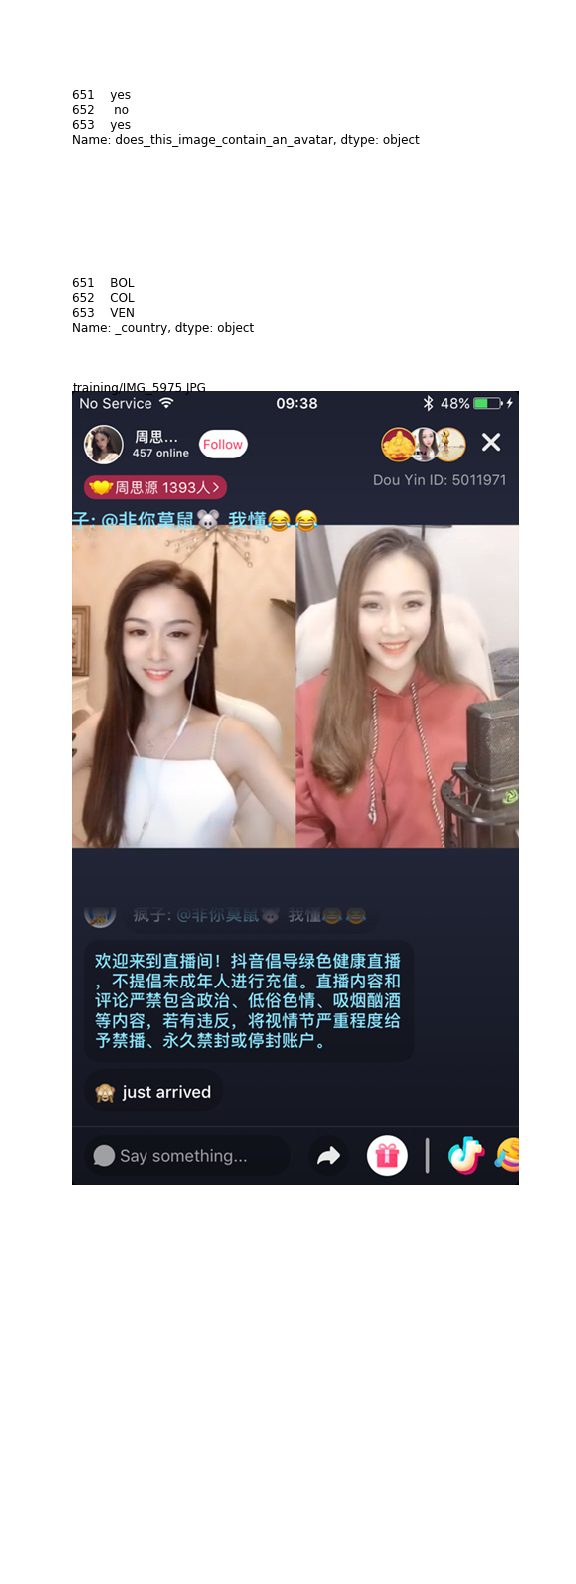 651 yes
652 no
653 yes
Name: does_this_image_contain_an_avatar, dtype: object
651 BOL
652 COL
653 VEN
Name: _country, dtype: object
training/IMG_5975.JPG
No Service 09:38 48%
周思... Follow
457 online
Dou Yin ID: 5011971
周思源 1393人
子: @非你莫鼠🐭 我懂😂😂
疯子: @非你莫鼠🐭 我懂😂😂
欢迎来到直播间！抖音倡导绿色健康直播
，不提倡未成年人进行充值。直播内容和
评论严禁包含政治、低俗色情、吸烟酗酒
等内容，若有违反，将视情节严重程度给
予禁播、永久禁封或停封账户。
🙈 just arrived
Say something...